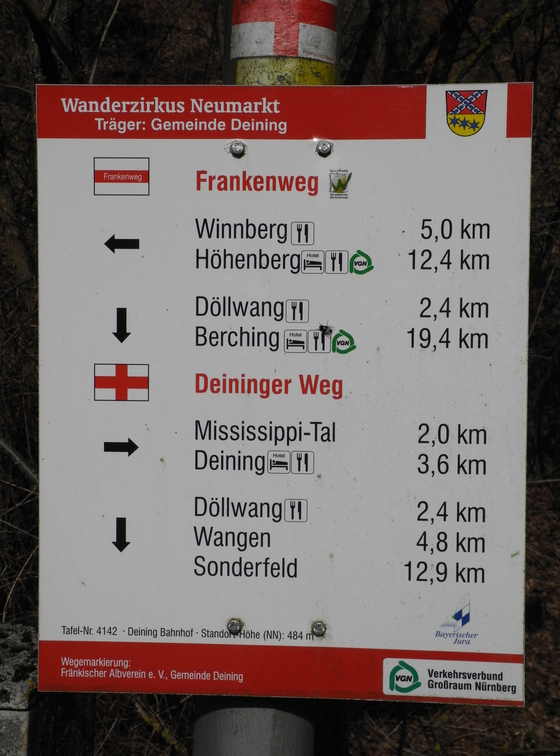 Wanderzirkus Neumarkt
Träger: Gemeinde Deining
Frankenweg
Frankenweg
Winnberg 5,0 km
Höhenberg Hotel VGN 12,4 km
Döllwang 2,4 km
Berching Hotel VGN 19,4 km
Deininger Weg
Mississippi-Tal 2,0 km
Deining Hotel 3,6 km
Döllwang 2,4 km
Wangen 4,8 km
Sonderfeld 12,9 km
Bayerischer
Jura
Tafel-Nr. 4142 · Deining Bahnhof · Standort-Höhe (NN): 484 m
Wegemarkierung:
Fränkischer Albverein e. V., Gemeinde Deining
VGN Verkehrsverbund
Großraum Nürnberg